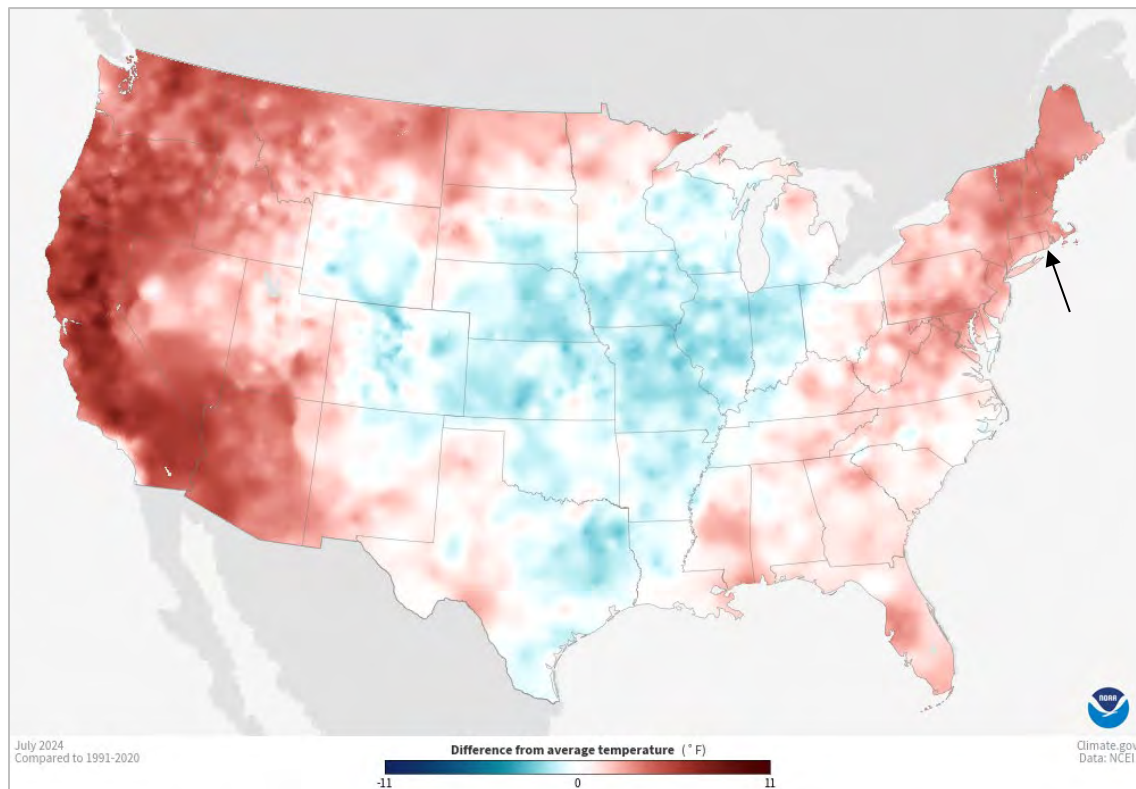 NOAA
July 2024
Compared to 1991-2020
Difference from average temperature (°F)
-11 0 11
Climate.gov
Data: NCEI